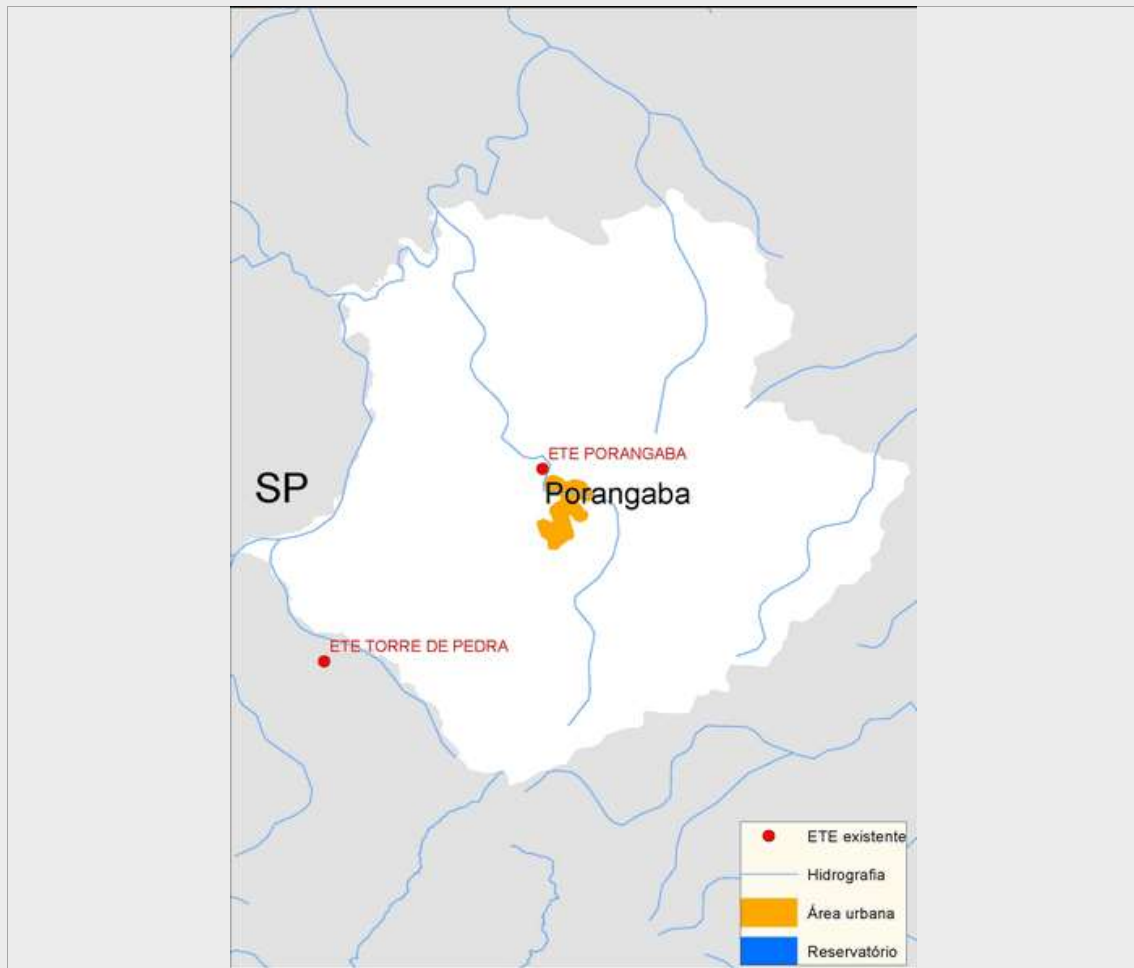 ETE PORANGABA
SP
Porangaba
ETE TORRE DE PEDRA
ETE existente
Hidrografia
Área urbana
Reservatório